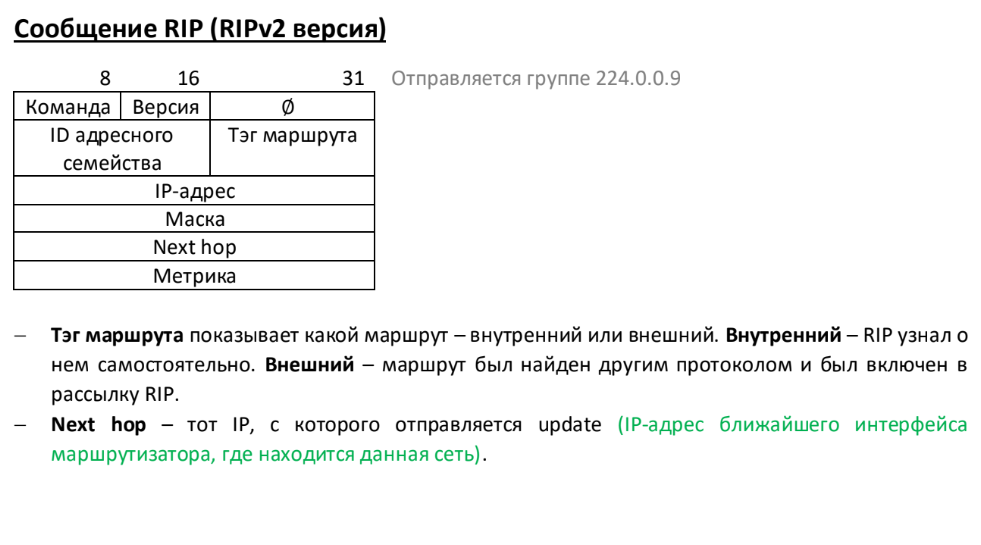 Сообщение RIP (RIPv2 версия)
8 16 31 Отправляется группе 224.0.0.9
Команда Версия Ø
ID адресного Тэг маршрута
семейства
IP-адрес
Маска
Next hop
Метрика
– Тэг маршрута показывает какой маршрут – внутренний или внешний. Внутренний – RIP узнал о
нем самостоятельно. Внешний – маршрут был найден другим протоколом и был включен в
рассылку RIP.
– Next hop – тот IP, с которого отправляется update (IP-адрес ближайшего интерфейса
маршрутизатора, где находится данная сеть).